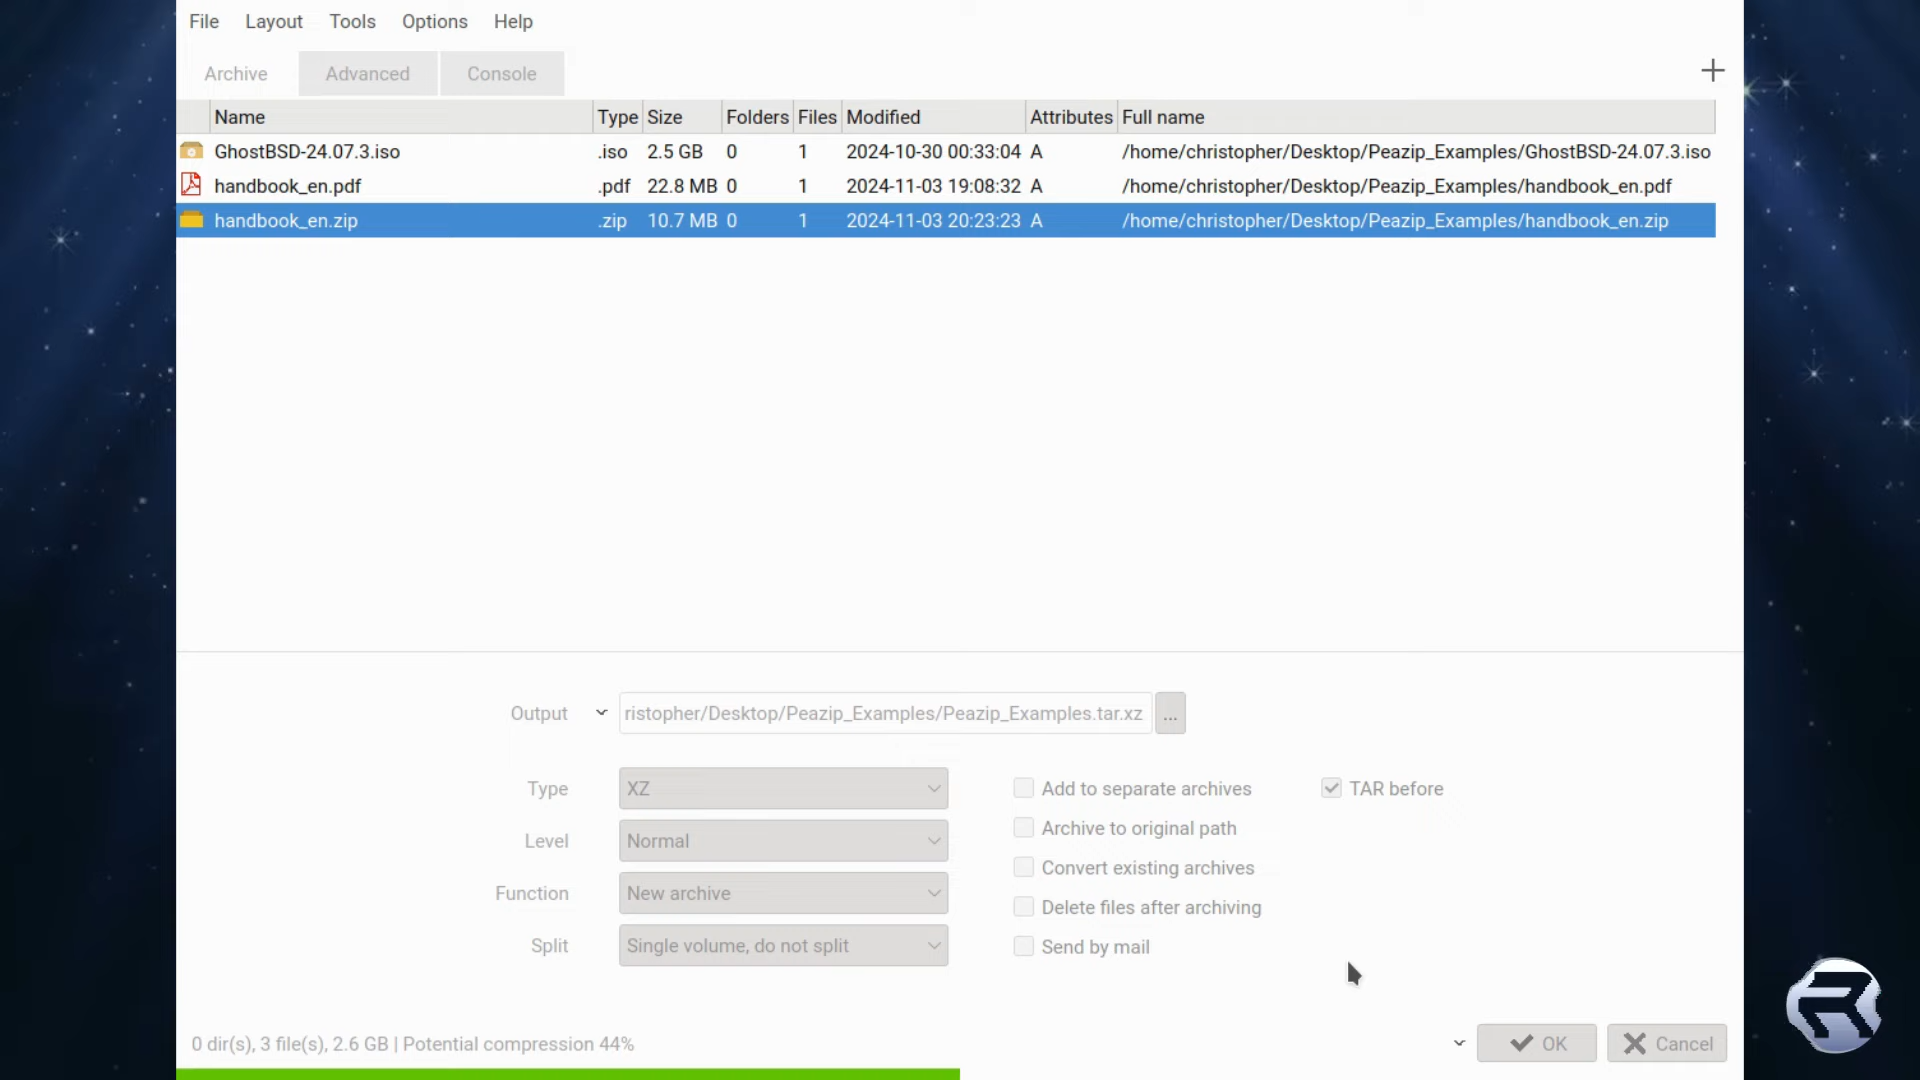 File Layout Tools Options Help
Archive Advanced Console
Name Type Size Folders Files Modified Attributes Full name
GhostBSD-24.07.3.iso .iso 2.5 GB 0 1 2024-10-30 00:33:04 A /home/christopher/Desktop/Peazip_Examples/GhostBSD-24.07.3.iso
handbook_en.pdf .pdf 22.8 MB 0 1 2024-11-03 19:08:32 A /home/christopher/Desktop/Peazip_Examples/handbook_en.pdf
handbook_en.zip .zip 10.7 MB 0 1 2024-11-03 20:23:23 A /home/christopher/Desktop/Peazip_Examples/handbook_en.zip
Output ristopher/Desktop/Peazip_Examples/Peazip_Examples.tar.xz ...
Type XZ Add to separate archives TAR before
Archive to original path
Level Normal
Convert existing archives
Function New archive
Delete files after archiving
Split Single volume, do not split Send by mail
0 dir(s), 3 file(s), 2.6 GB | Potential compression 44% OK Cancel
R